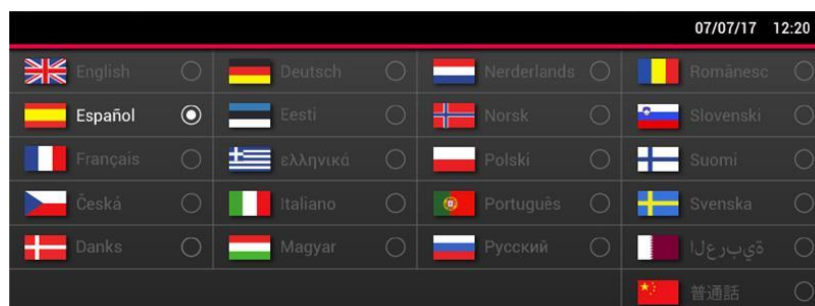 07/07/17 12:20
English Deutsch Nerderlands Românesc
Español Eesti Norsk Slovenski
Français ελληνικά Polski Suomi
Česká Italiano Português Svenska
Danks Magyar Русский ةيبرعلا
普通話